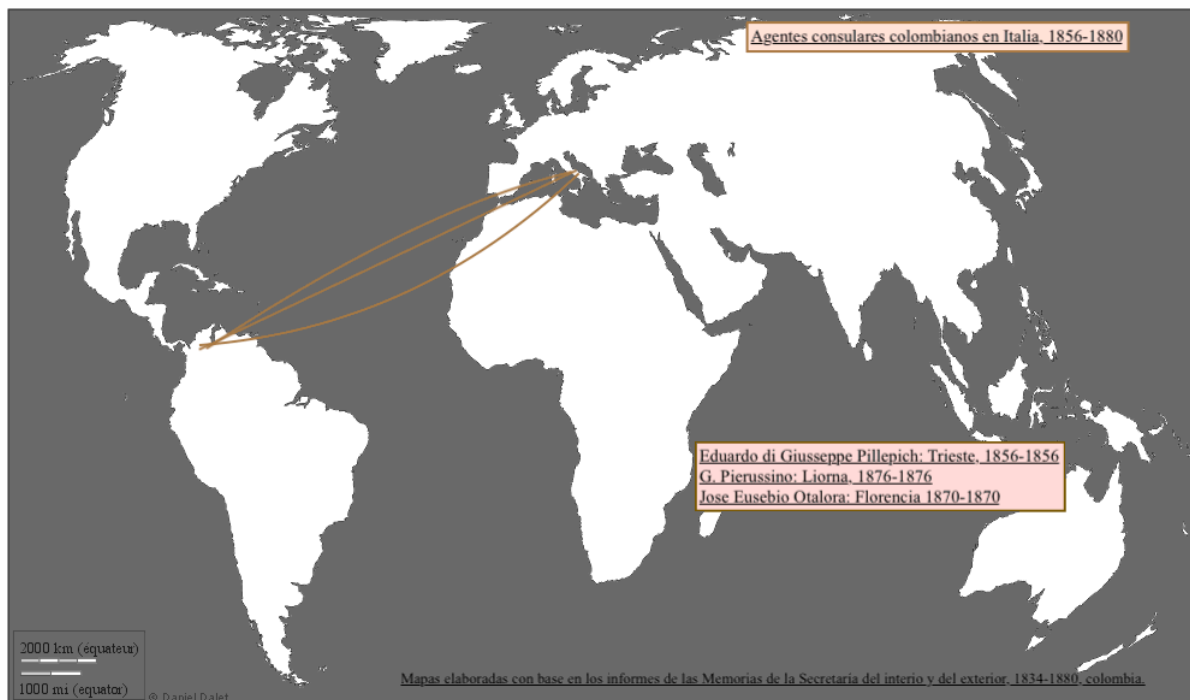 Agentes consulares colombianos en Italia, 1856-1880
Eduardo di Giusseppe Pillepich: Trieste, 1856-1856
G. Pierussino: Liorna, 1876-1876
Jose Eusebio Otalora: Florencia 1870-1870
2000 km (équateur)
1000 mi (equator)
© Daniel Dalet
Mapas elaboradas con base en los informes de las Memorias de la Secretaria del interio y del exterior, 1834-1880, colombia.